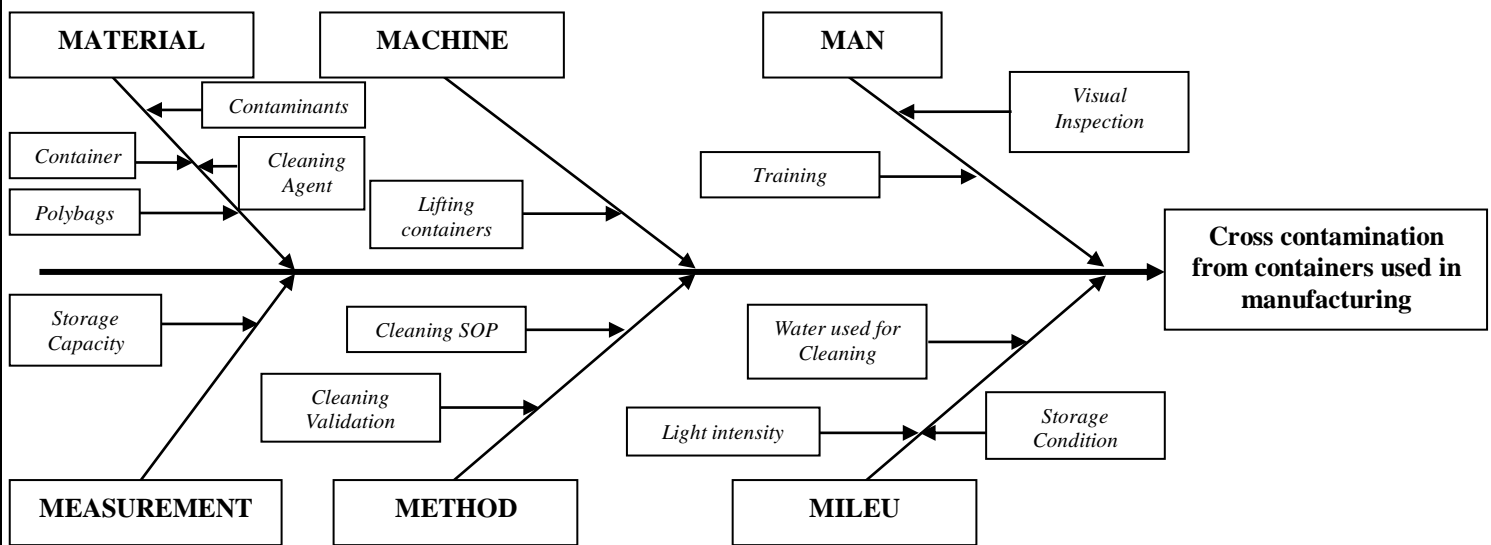 MATERIAL
MACHINE
MAN
Contaminants
Visual
Inspection
Container
Cleaning
Agent
Training
Polybags
Lifting
containers
Cross contamination
from containers used in
manufacturing
Storage
Capacity
Cleaning SOP
Water used for
Cleaning
Cleaning
Validation
Light intensity
Storage
Condition
MEASUREMENT
METHOD
MILEU